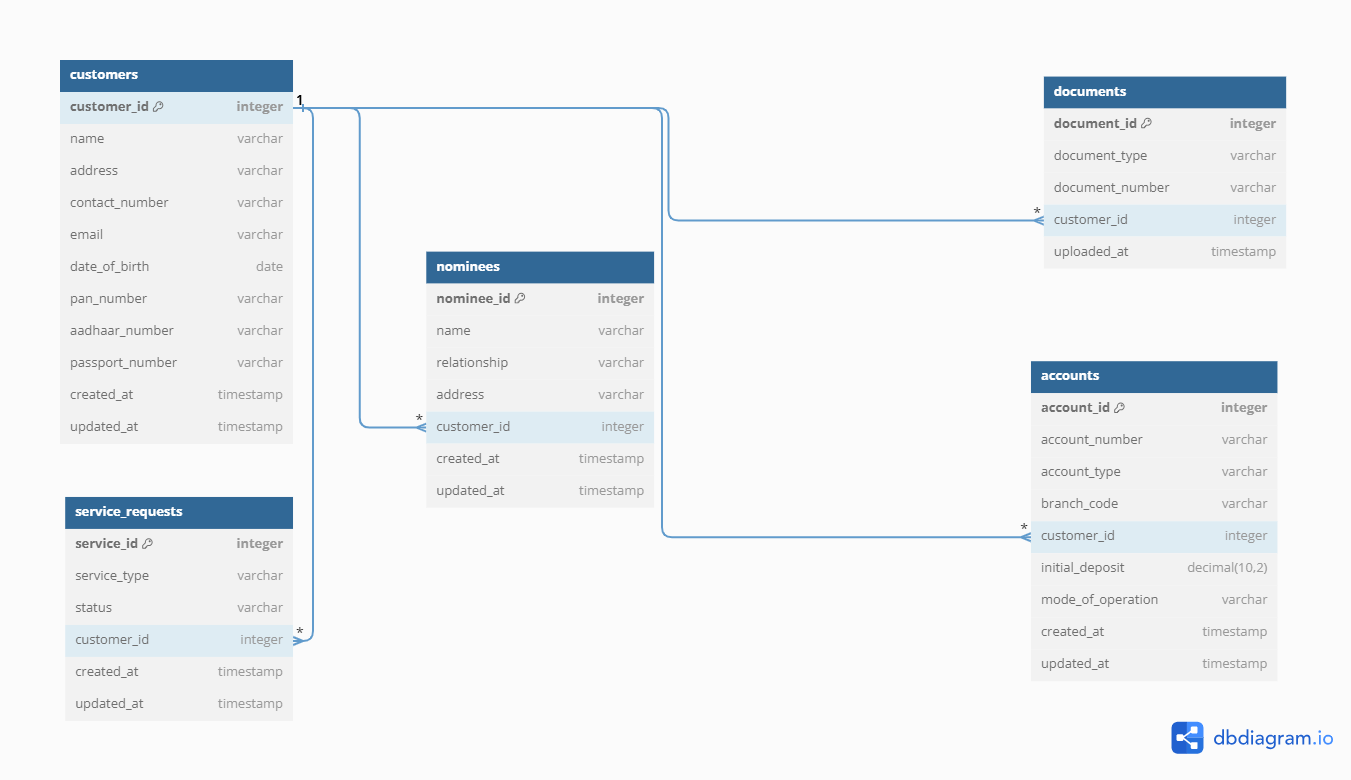 customers
customer_id integer
name varchar
address varchar
contact_number varchar
email varchar
date_of_birth date
pan_number varchar
aadhaar_number varchar
passport_number varchar
created_at timestamp
updated_at timestamp
1
service_requests
service_id integer
service_type varchar
status varchar
customer_id integer
*
created_at timestamp
updated_at timestamp
nominees
nominee_id integer
name varchar
relationship varchar
address varchar
*
customer_id integer
created_at timestamp
updated_at timestamp
documents
document_id integer
document_type varchar
document_number varchar
*
customer_id integer
uploaded_at timestamp
accounts
account_id integer
account_number varchar
account_type varchar
branch_code varchar
*
customer_id integer
initial_deposit decimal(10,2)
mode_of_operation varchar
created_at timestamp
updated_at timestamp
dbdiagram.io